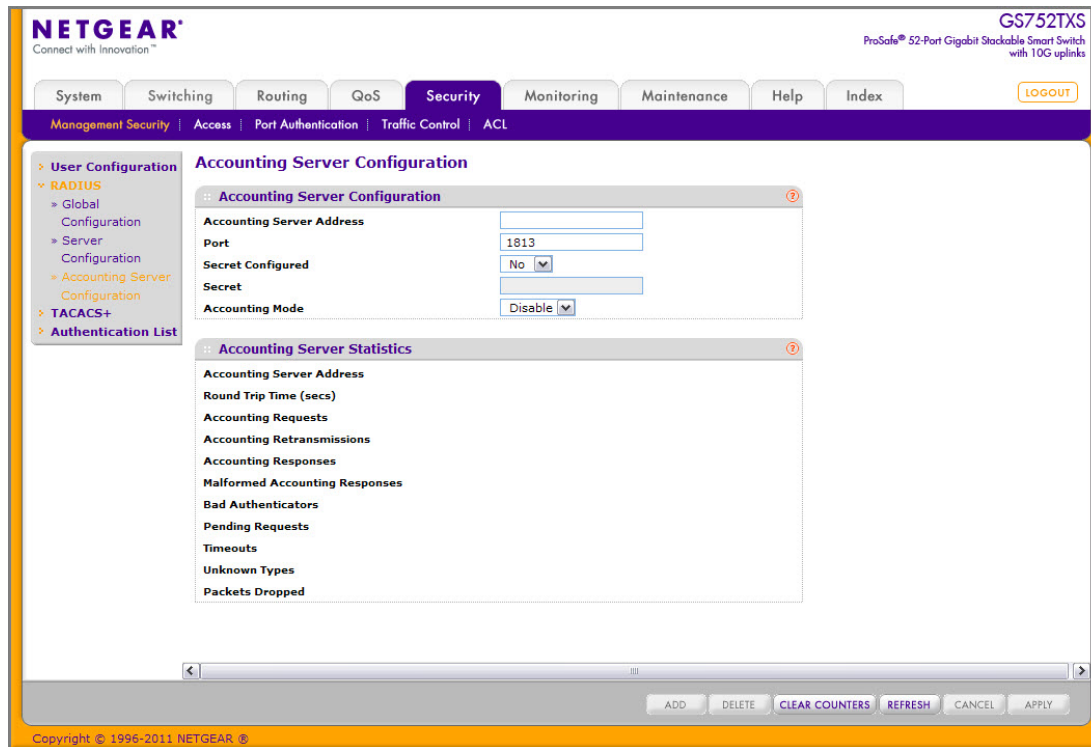 NETGEAR®
Connect with Innovation™
GS752TXS
ProSafe® 52-Port Gigabit Stackable Smart Switch
with 10G uplinks
System Switching Routing QoS Security Monitoring Maintenance Help Index LOGOUT
Management Security | Access | Port Authentication | Traffic Control | ACL
User Configuration
RADIUS
» Global
Configuration
» Server
Configuration
» Accounting Server
Configuration
TACACS+
Authentication List
Accounting Server Configuration
Accounting Server Configuration ?
Accounting Server Address
Port 1813
Secret Configured No
Secret
Accounting Mode Disable
Accounting Server Statistics ?
Accounting Server Address
Round Trip Time (secs)
Accounting Requests
Accounting Retransmissions
Accounting Responses
Malformed Accounting Responses
Bad Authenticators
Pending Requests
Timeouts
Unknown Types
Packets Dropped
ADD DELETE CLEAR COUNTERS REFRESH CANCEL APPLY
Copyright © 1996-2011 NETGEAR ®